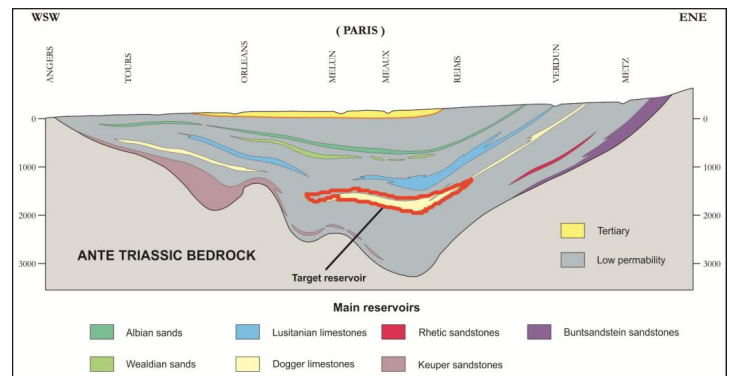 WSW ENE
( PARIS )
ANGERS
TOURS
ORLEANS
MELUN
MEAUX
REIMS
VERDUN
METZ
0 0
1000 1000
2000 2000
3000 3000
ANTE TRIASSIC BEDROCK
Target reservoir
Tertiary
Low permability
Main reservoirs
Albian sands
Lusitanian limestones
Rhetic sandstones
Buntsandstein sandstones
Wealdian sands
Dogger limestones
Keuper sandstones